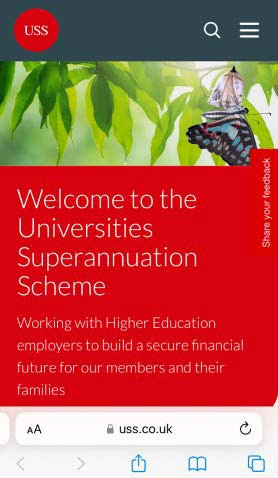 USS
Share your feedback
Welcome to the
Universities
Superannuation
Scheme
Working with Higher Education
employers to build a secure financial
future for our members and their
families
AA
uss.co.uk